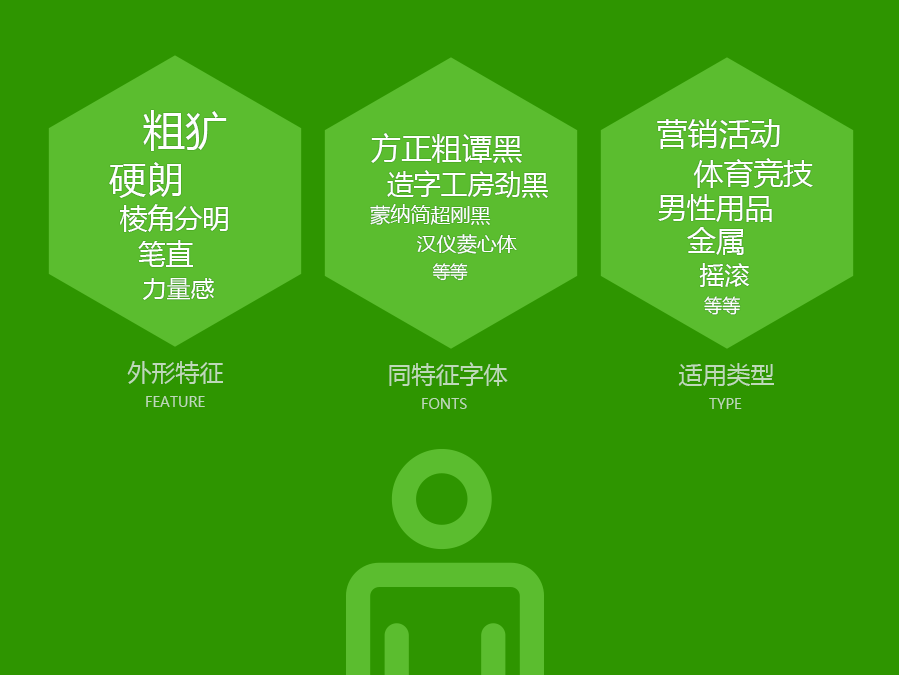 粗犷
硬朗
棱角分明
笔直
力量感
外形特征
FEATURE
方正粗谭黑
造字工房劲黑
蒙纳简超刚黑
汉仪菱心体
等等
同特征字体
FONTS
营销活动
体育竞技
男性用品
金属
摇滚
等等
适用类型
TYPE